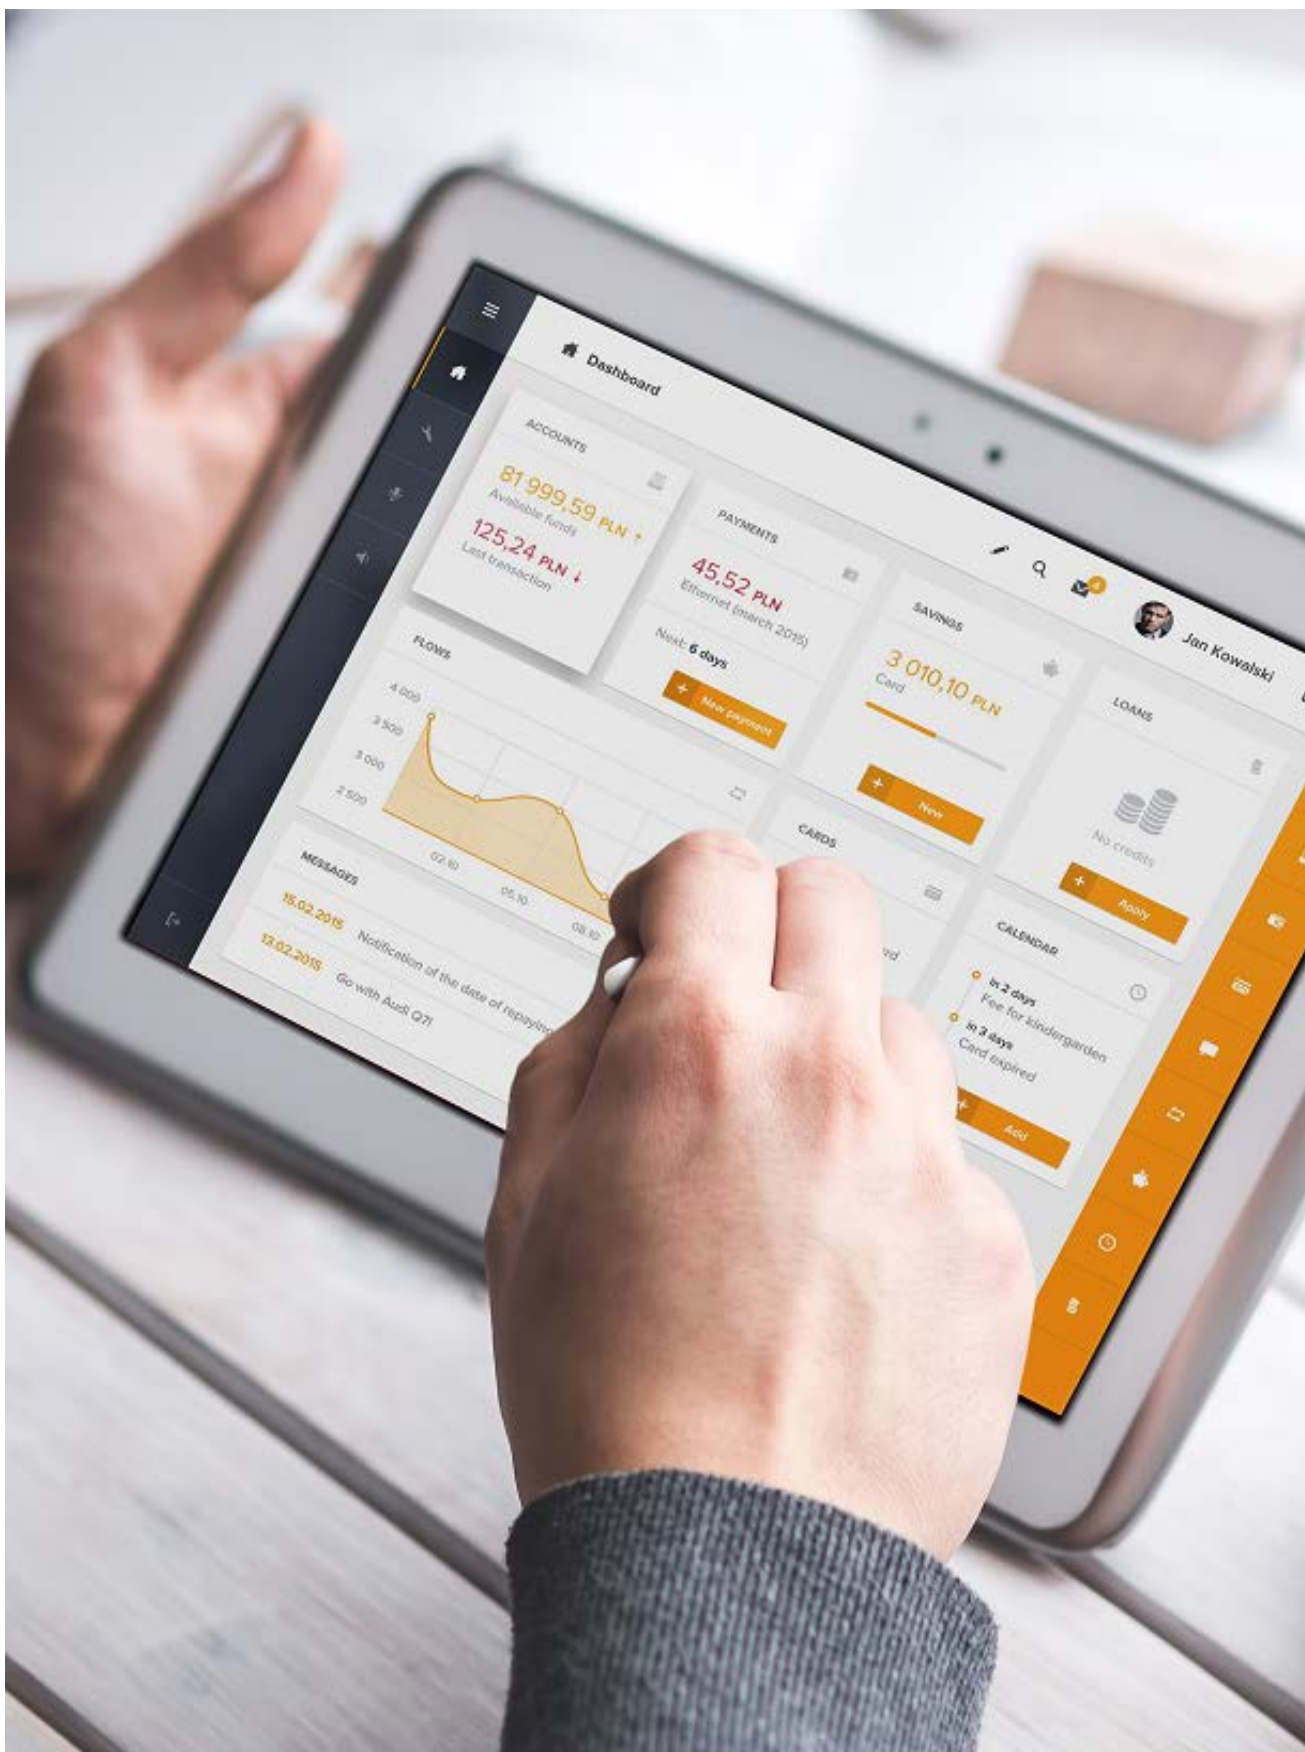 Dashboard
4
Jan Kowalski
ACCOUNTS
81 999,59 PLN ↑
Available funds
125,24 PLN ↓
Last transaction
PAYMENTS
45,52 PLN
Ethernet (march 2015)
Next: 6 days
+ New payment
SAVINGS
3 010,10 PLN
Card
+ New
LOANS
No credits
+ Apply
FLOWS
4 000
3 500
3 000
2 500
02.10
05.10
08.10
CARDS
rd
CALENDAR
in 2 days
Fee for kindergarden
in 3 days
Card expired
+ Add
MESSAGES
15.02.2015 Notification of the date of repaying
13.02.2015 Go with Audi Q7!